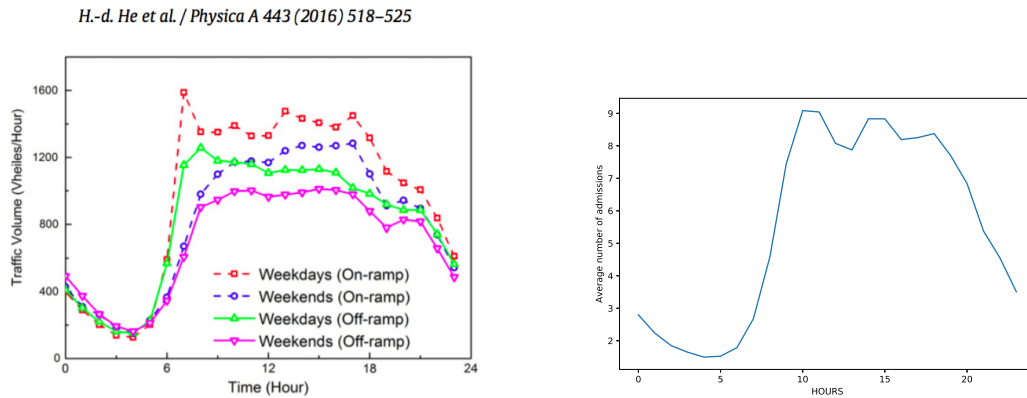 H.-d. He et al. / Physica A 443 (2016) 518–525
Traffic Volume (Vheiles/Hour)
1600
1200
800
400
0
Weekdays (On-ramp)
Weekends (On-ramp)
Weekdays (Off-ramp)
Weekends (Off-ramp)
0 6 12 18 24
Time (Hour)
Average number of admissions
9
8
7
6
5
4
3
2
0 5 10 15 20
HOURS